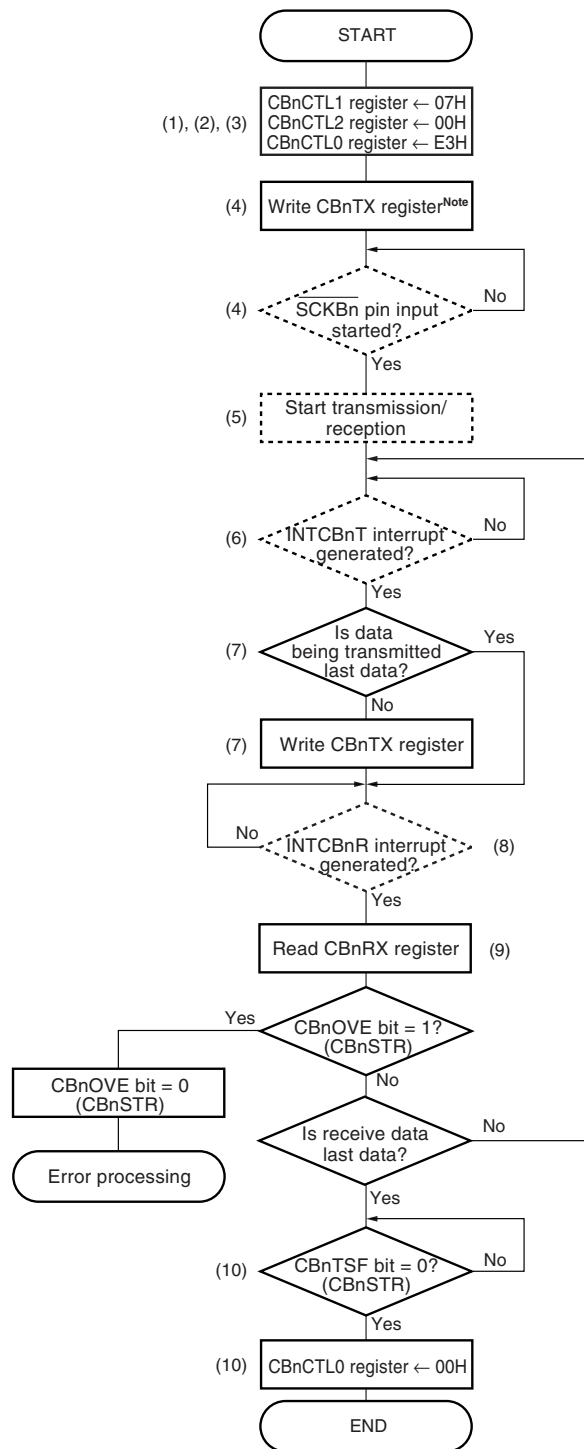 START
(1), (2), (3)
CBnCTL1 register ← 07H
CBnCTL2 register ← 00H
CBnCTL0 register ← E3H
(4)
Write CBnTX register^Note
(4)
SCKBn pin input
started?
No
Yes
(5)
Start transmission/
reception
(6)
INTCBnT interrupt
generated?
No
Yes
(7)
Is data
being transmitted
last data?
Yes
No
(7)
Write CBnTX register
No
INTCBnR interrupt
generated?
(8)
Yes
Read CBnRX register
(9)
Yes
CBnOVE bit = 1?
(CBnSTR)
No
CBnOVE bit = 0
(CBnSTR)
Error processing
Is receive data
last data?
No
Yes
(10)
CBnTSF bit = 0?
(CBnSTR)
No
Yes
(10)
CBnCTL0 register ← 00H
END